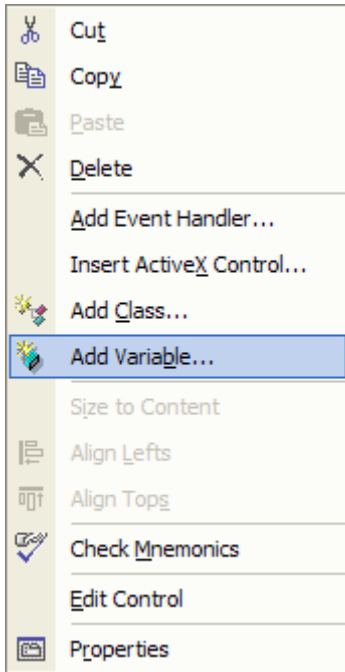 Cut
Copy
Paste
Delete
Add Event Handler...
Insert ActiveX Control...
Add Class...
Add Variable...
Size to Content
Align Lefts
Align Tops
Check Mnemonics
Edit Control
Properties